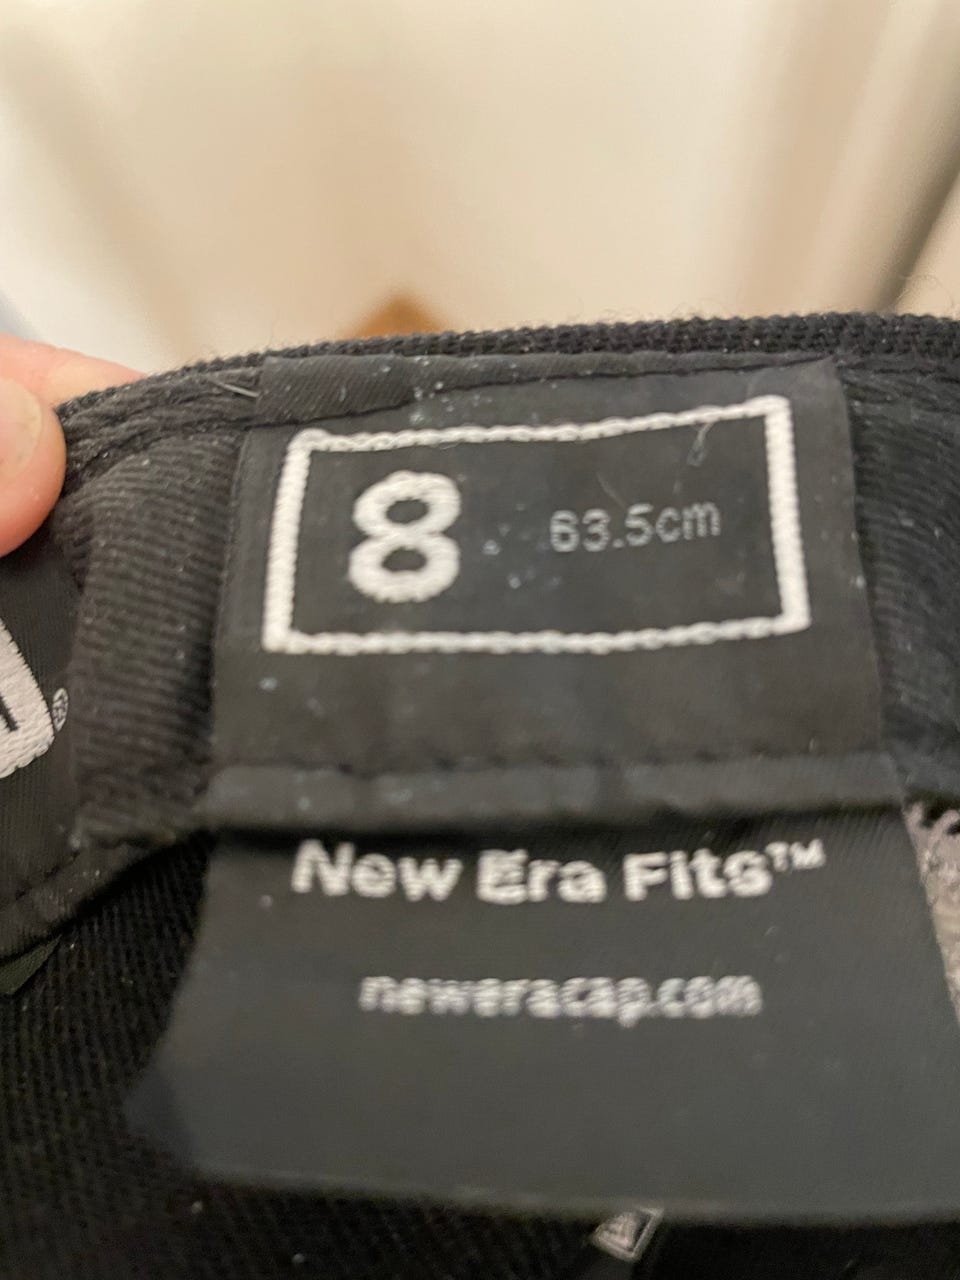 8 63.5cm
New Era Fits™
neweracap.com